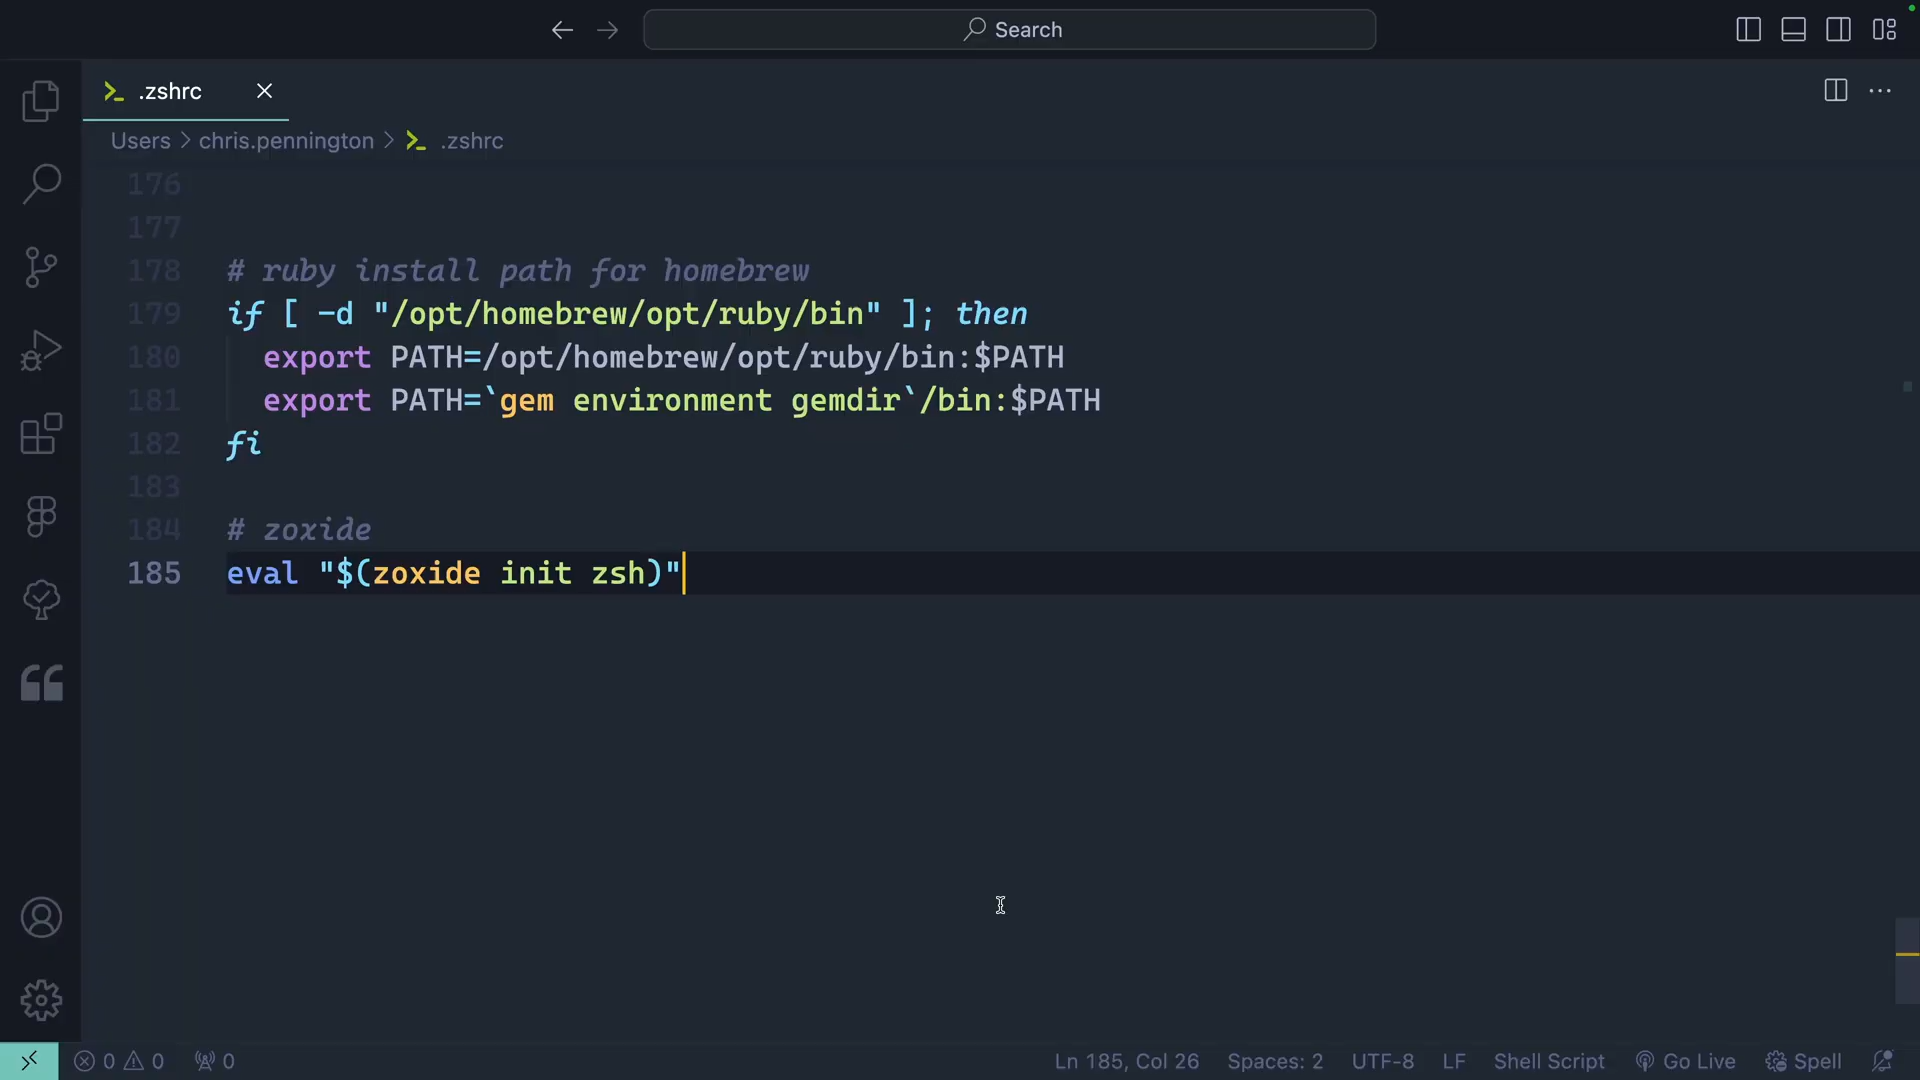 Search
.zshrc
Users > chris.pennington > .zshrc
176
177
178 # ruby install path for homebrew
179 if [ -d "/opt/homebrew/opt/ruby/bin" ]; then
180 export PATH=/opt/homebrew/opt/ruby/bin:$PATH
181 export PATH=`gem environment gemdir`/bin:$PATH
182 fi
183
184 # zoxide
185 eval "$(zoxide init zsh)"
0 0 0 Ln 185, Col 26 Spaces: 2 UTF-8 LF Shell Script Go Live Spell